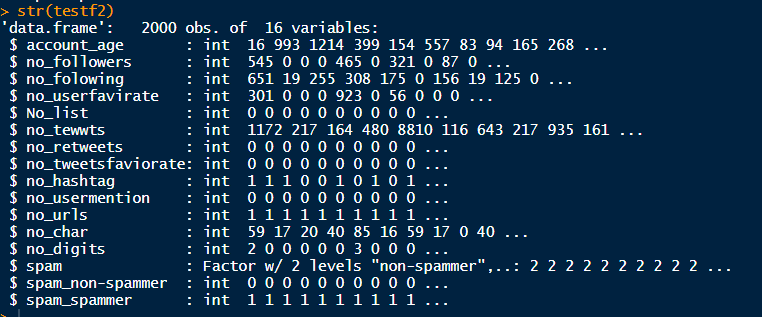 > str(testf2)
'data.frame':   2000 obs. of  16 variables:
 $ account_age       : int  16 993 1214 399 154 557 83 94 165 268 ...
 $ no_followers      : int  545 0 0 0 465 0 321 0 87 0 ...
 $ no_folowing       : int  651 19 255 308 175 0 156 19 125 0 ...
 $ no_userfavirate   : int  301 0 0 0 923 0 56 0 0 0 ...
 $ No_list           : int  0 0 0 0 0 0 0 0 0 0 ...
 $ no_tewwts         : int  1172 217 164 480 8810 116 643 217 935 161 ...
 $ no_retweets       : int  0 0 0 0 0 0 0 0 0 0 ...
 $ no_tweetsfaviorate: int  0 0 0 0 0 0 0 0 0 0 ...
 $ no_hashtag        : int  1 1 1 0 0 1 0 1 0 1 ...
 $ no_usermention    : int  0 0 0 0 0 0 0 0 0 0 ...
 $ no_urls           : int  1 1 1 1 1 1 1 1 1 1 ...
 $ no_char           : int  59 17 20 40 85 16 59 17 0 40 ...
 $ no_digits         : int  2 0 0 0 0 0 3 0 0 0 ...
 $ spam              : Factor w/ 2 levels "non-spammer",..: 2 2 2 2 2 2 2 2 2 2 ...
 $ spam_non-spammer  : int  0 0 0 0 0 0 0 0 0 0 ...
 $ spam_spammer      : int  1 1 1 1 1 1 1 1 1 1 ...
>